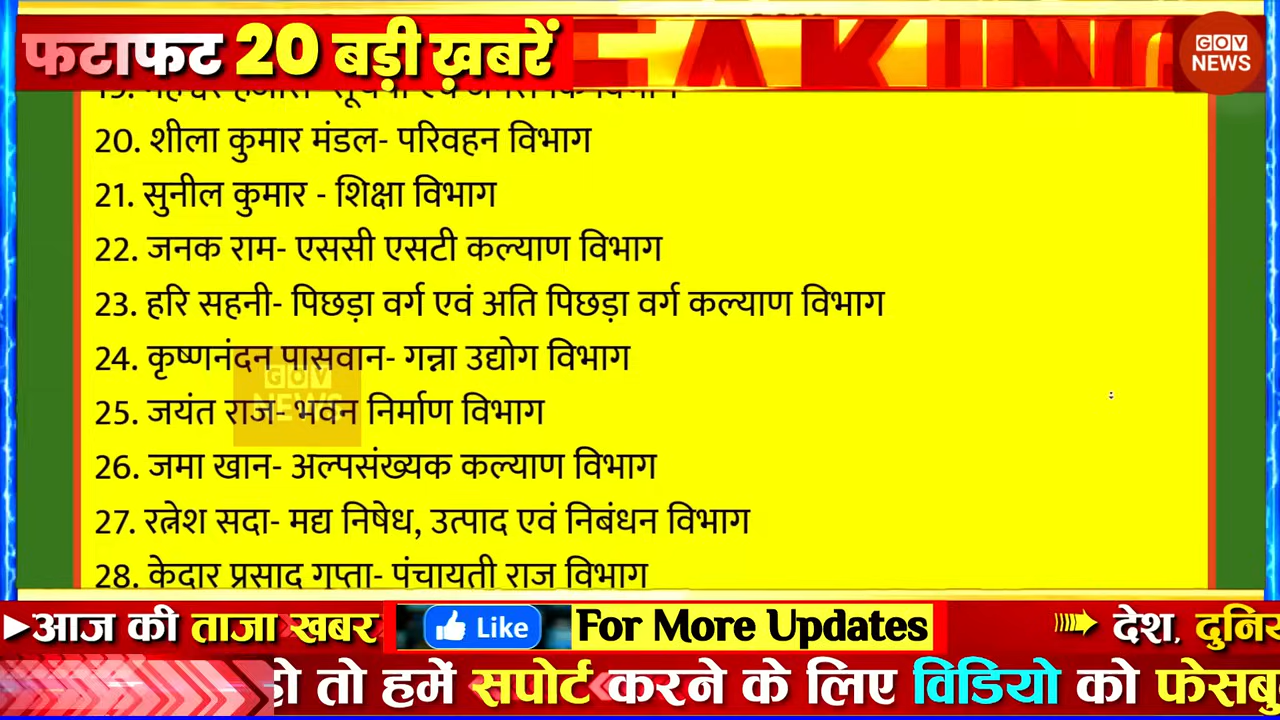 फटाफट 20 बड़ी ख़बरें
GOV
NEWS
20. शीला कुमार मंडल- परिवहन विभाग
21. सुनील कुमार - शिक्षा विभाग
22. जनक राम- एससी एसटी कल्याण विभाग
23. हरि सहनी- पिछड़ा वर्ग एवं अति पिछड़ा वर्ग कल्याण विभाग
24. कृष्णनंदन पासवान- गन्ना उद्योग विभाग
GOV
NEWS
25. जयंत राज- भवन निर्माण विभाग
26. जमा खान- अल्पसंख्यक कल्याण विभाग
27. रत्नेश सदा- मद्य निषेध, उत्पाद एवं निबंधन विभाग
28. केदार प्रसाद गुप्ता- पंचायती राज विभाग
आज की ताजा खबर Like For More Updates देश,
तो हमें सपोर्ट करने के लिए विडियो को